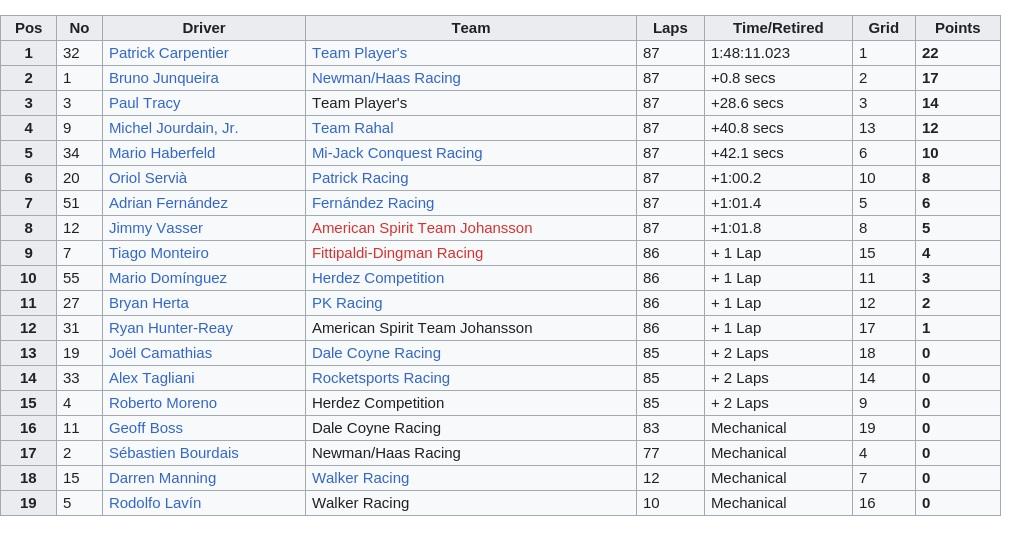 Pos No Driver Team Laps Time/Retired Grid Points
1 32 Patrick Carpentier Team Player's 87 1:48:11.023 1 22
2 1 Bruno Junqueira Newman/Haas Racing 87 +0.8 secs 2 17
3 3 Paul Tracy Team Player's 87 +28.6 secs 3 14
4 9 Michel Jourdain, Jr. Team Rahal 87 +40.8 secs 13 12
5 34 Mario Haberfeld Mi-Jack Conquest Racing 87 +42.1 secs 6 10
6 20 Oriol Servià Patrick Racing 87 +1:00.2 10 8
7 51 Adrian Fernández Fernández Racing 87 +1:01.4 5 6
8 12 Jimmy Vasser American Spirit Team Johansson 87 +1:01.8 8 5
9 7 Tiago Monteiro Fittipaldi-Dingman Racing 86 + 1 Lap 15 4
10 55 Mario Domínguez Herdez Competition 86 + 1 Lap 11 3
11 27 Bryan Herta PK Racing 86 + 1 Lap 12 2
12 31 Ryan Hunter-Reay American Spirit Team Johansson 86 + 1 Lap 17 1
13 19 Joël Camathias Dale Coyne Racing 85 + 2 Laps 18 0
14 33 Alex Tagliani Rocketsports Racing 85 + 2 Laps 14 0
15 4 Roberto Moreno Herdez Competition 85 + 2 Laps 9 0
16 11 Geoff Boss Dale Coyne Racing 83 Mechanical 19 0
17 2 Sébastien Bourdais Newman/Haas Racing 77 Mechanical 4 0
18 15 Darren Manning Walker Racing 12 Mechanical 7 0
19 5 Rodolfo Lavín Walker Racing 10 Mechanical 16 0